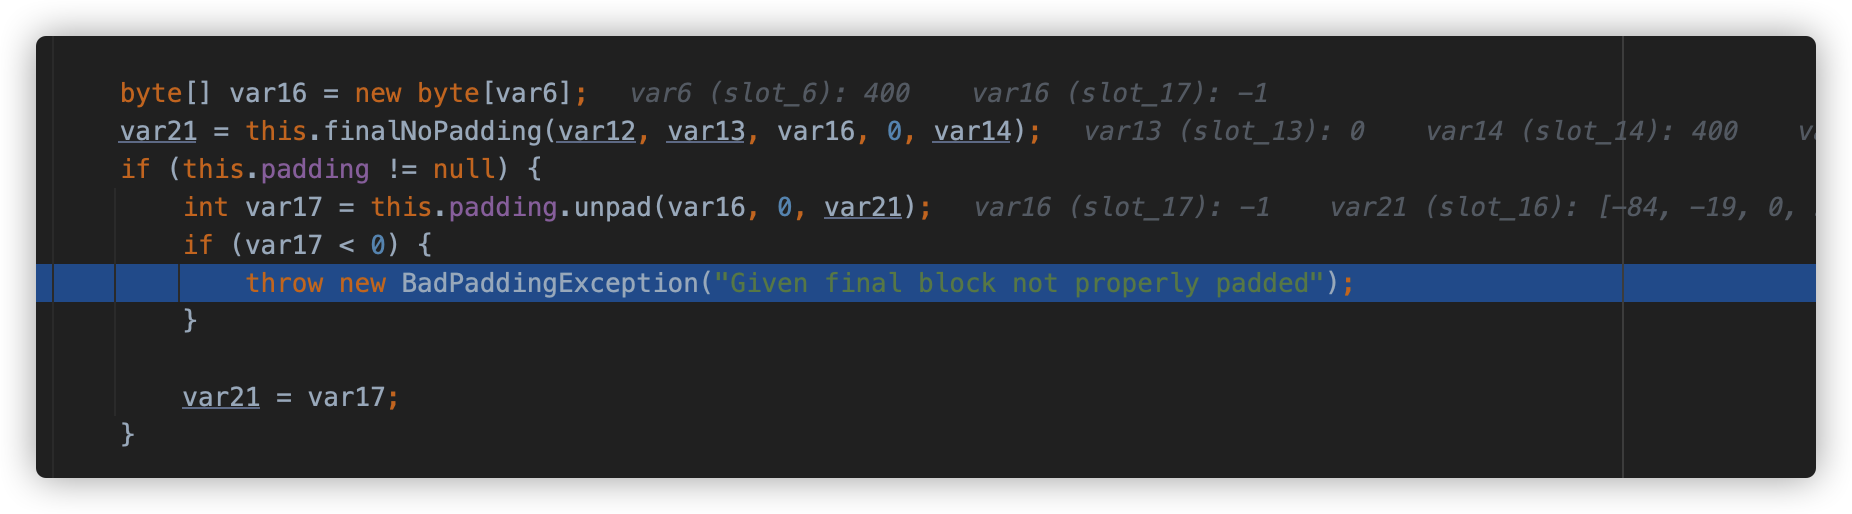 byte[] var16 = new byte[var6]; var6 (slot_6): 400 var16 (slot_17): -1
var21 = this.finalNoPadding(var12, var13, var16, 0, var14); var13 (slot_13): 0 var14 (slot_14): 400
if (this.padding != null) {
int var17 = this.padding.unpad(var16, 0, var21); var16 (slot_17): -1 var21 (slot_16): [-84, -19, 0,
if (var17 < 0) {
throw new BadPaddingException("Given final block not properly padded");
}
var21 = var17;
}